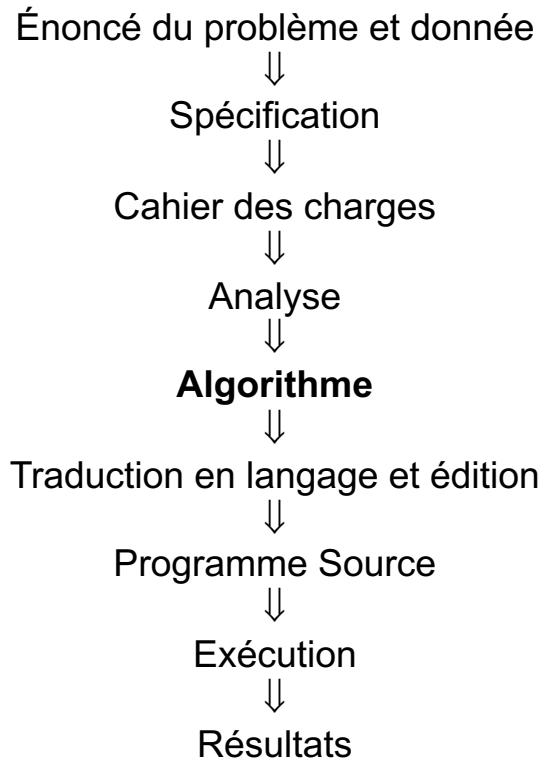 Énoncé du problème et donnée
⇓
Spécification
⇓
Cahier des charges
⇓
Analyse
⇓
Algorithme
⇓
Traduction en langage et édition
⇓
Programme Source
⇓
Exécution
⇓
Résultats